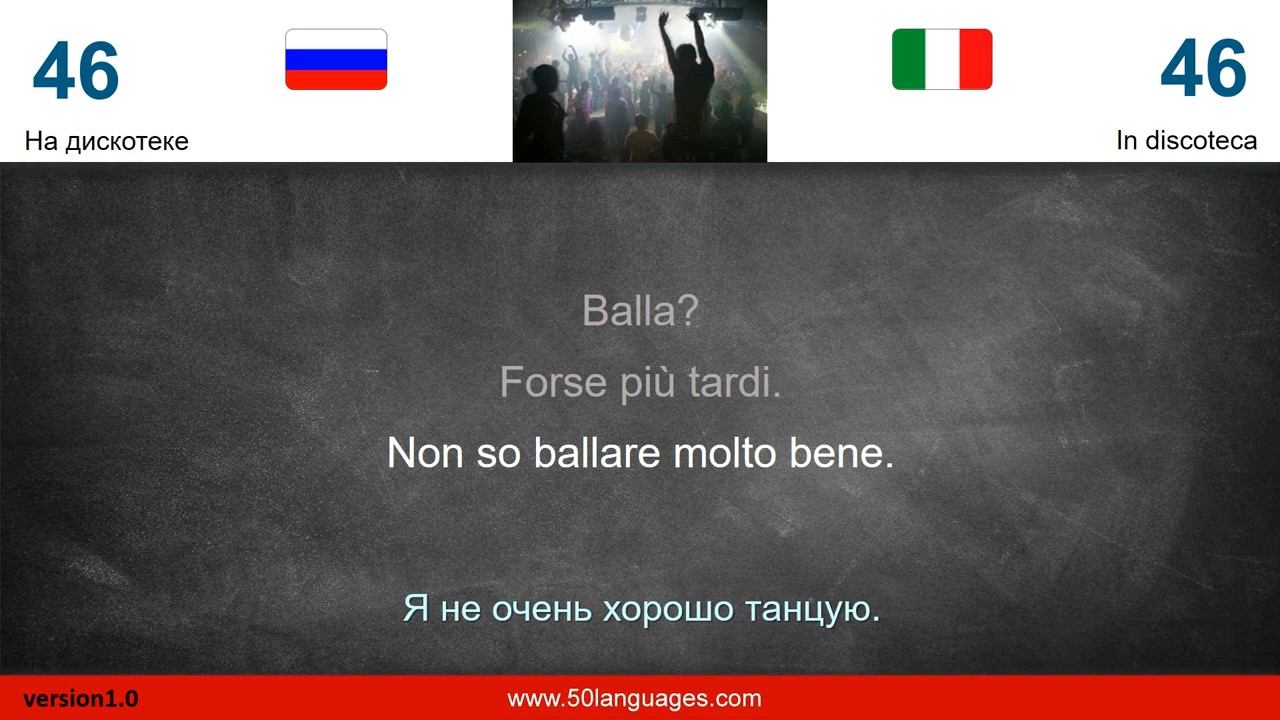 46
46
На дискотеке
In discoteca
Balla?
Forse più tardi.
Non so ballare molto bene.
Я не очень хорошо танцую.
version1.0
www.50languages.com